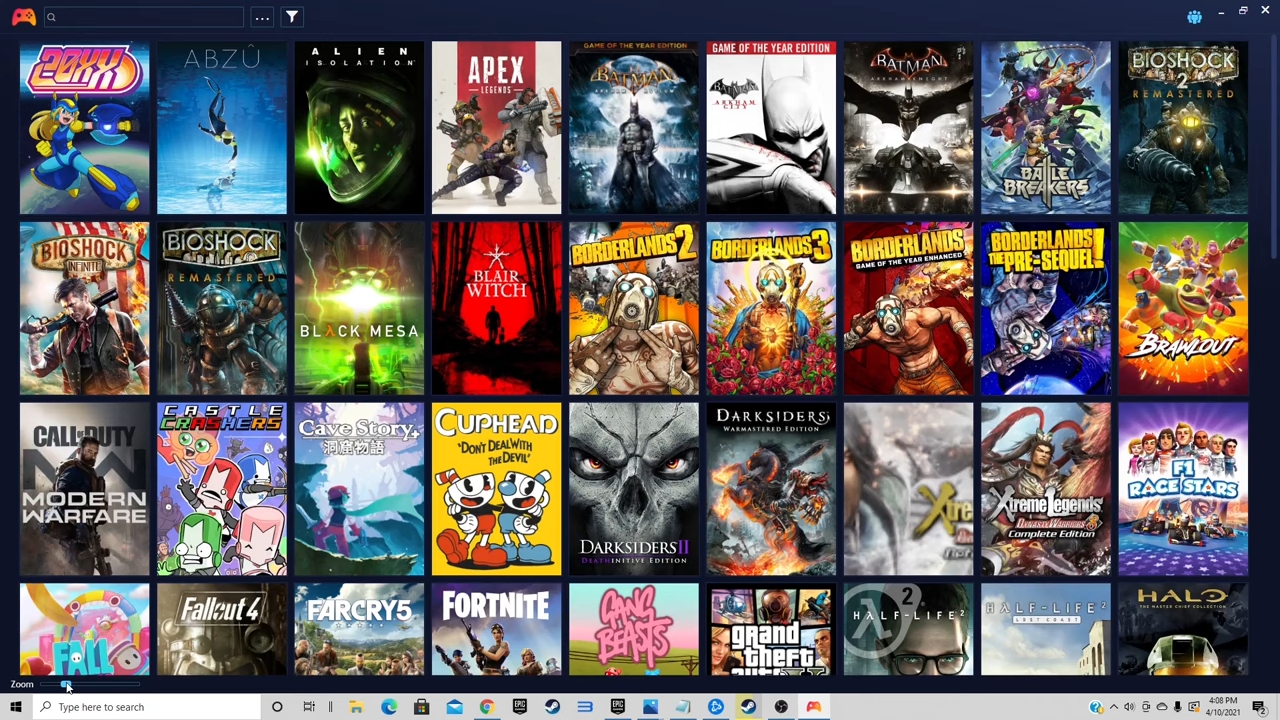 20XX
ABZÛ
ALIEN
ISOLATION
APEX
LEGENDS
GAME OF THE YEAR EDITION
BATMAN
GAME OF THE YEAR EDITION
BATMAN
ARKHAM CITY
BATMAN
ARKHAM KNIGHT
BATTLE
BREAKERS
BIOSHOCK
2
REMASTERED
BIOSHOCK
INFINITE
BIOSHOCK
REMASTERED
BLACK MESA
BLAIR
WITCH
BORDERLANDS 2
BORDERLANDS 3
BORDERLANDS
GAME OF THE YEAR ENHANCED
BORDERLANDS
THE PRE-SEQUEL!
BRAWLOUT
CALL OF DUTY
MODERN
WARFARE
CASTLE
CRASHERS
Cave Story+
洞窟物語
CUPHEAD
"DON'T DEAL WITH
THE DEVIL"
DARKSIDERS II
DEATHINITIVE EDITION
DARKSIDERS
WARMASTERED EDITION
Xtre
Xtreme Legends
DYNASTY WARRIORS 8
Complete Edition
F1
RACE STARS
FALL
Fallout 4
FARCRY5
FORTNITE
GANG
BEASTS
grand
theft
HALF-LIFE 2
HALF-LIFE 2
LOST COAST
HALO
THE MASTER CHIEF COLLECTION
Zoom
Type here to search
4:08 PM
4/10/2021
2